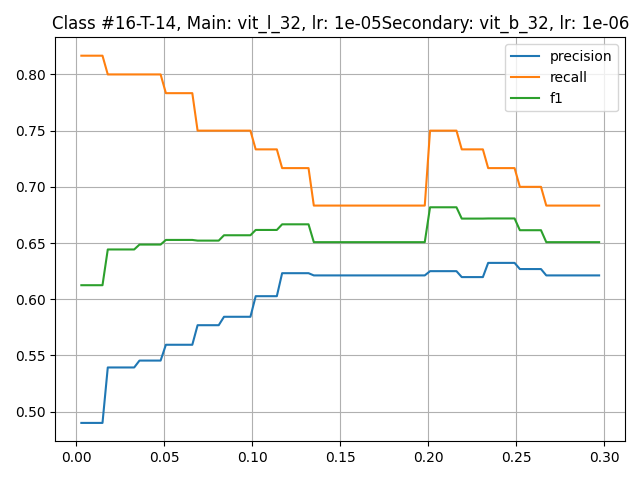 Class #16-T-14, Main: vit_l_32, lr: 1e-05Secondary: vit_b_32, lr: 1e-06
precision
recall
f1
0.80
0.75
0.70
0.65
0.60
0.55
0.50
0.00 0.05 0.10 0.15 0.20 0.25 0.30